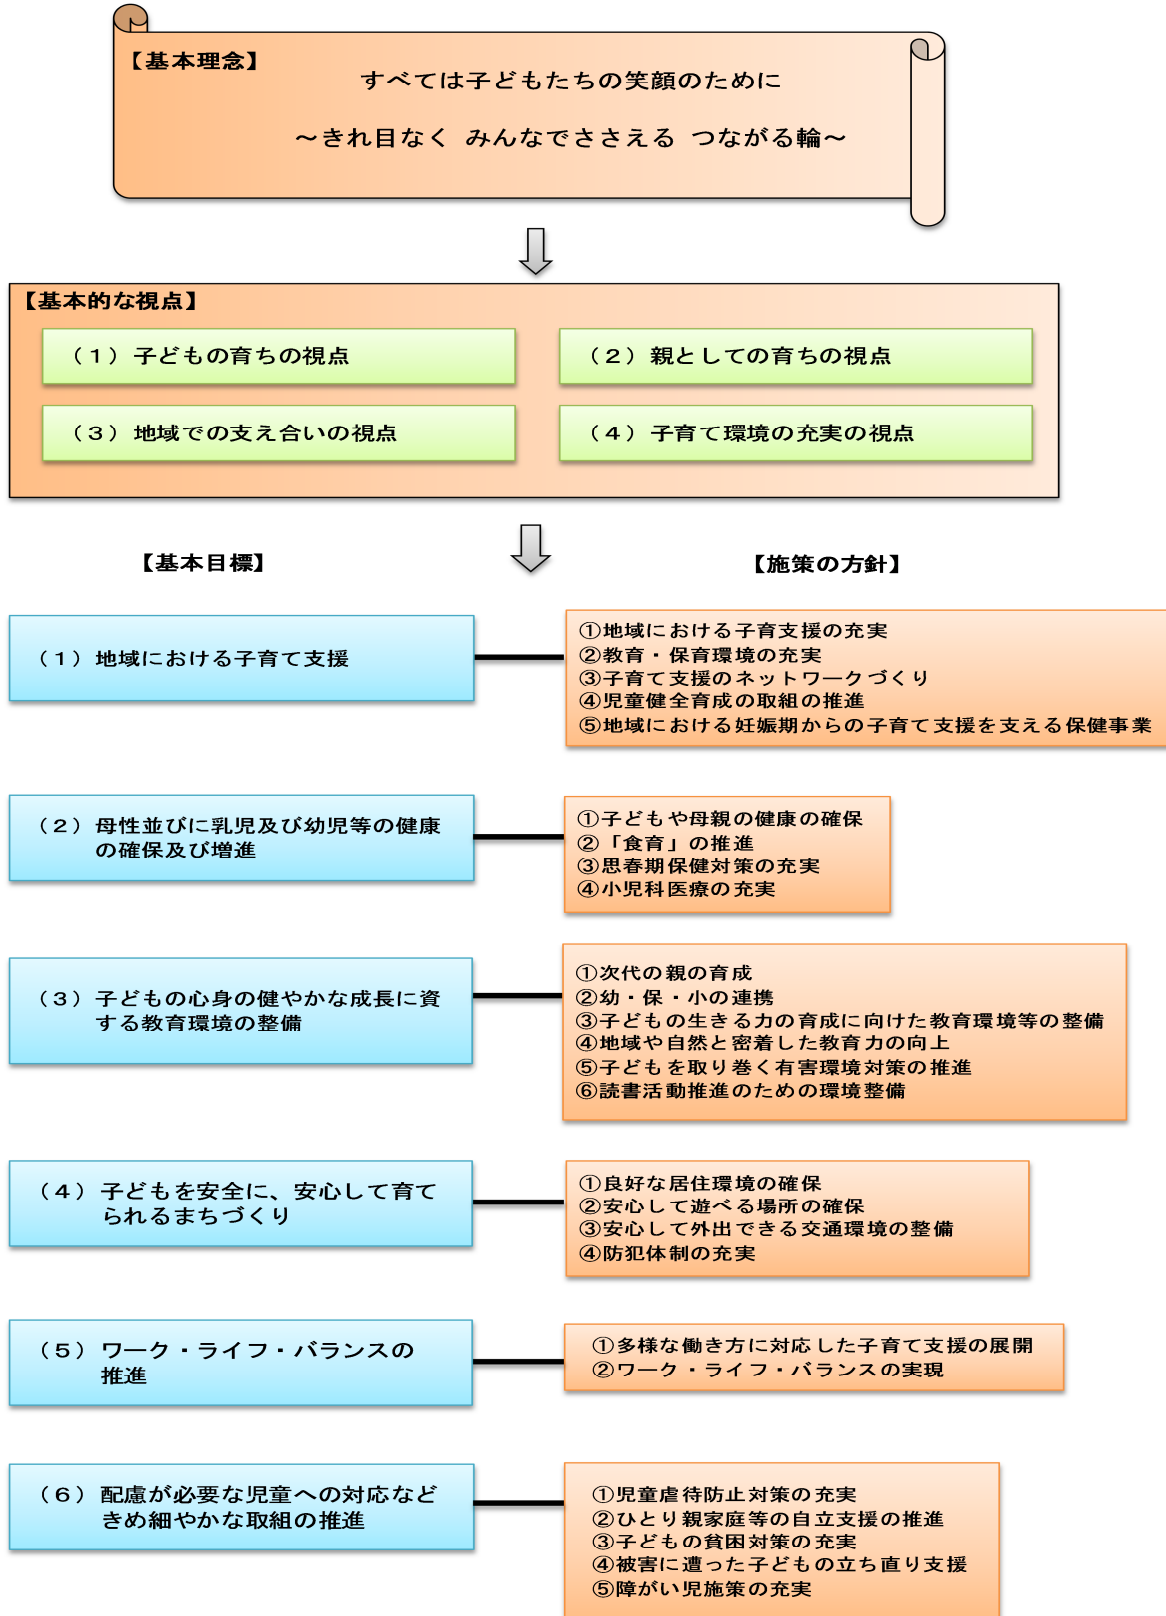 【基本理念】
すべては子どもたちの笑顔のために
～きれ目なく みんなでささえる つながる輪～
【基本的な視点】
（１）子どもの育ちの視点
（２）親としての育ちの視点
（３）地域での支え合いの視点
（４）子育て環境の充実の視点
【基本目標】
【施策の方針】
（１）地域における子育て支援
①地域における子育支援の充実
②教育・保育環境の充実
③子育て支援のネットワークづくり
④児童健全育成の取組の推進
⑤地域における妊娠期からの子育て支援を支える保健事業
（２）母性並びに乳児及び幼児等の健康
の確保及び増進
①子どもや母親の健康の確保
②「食育」の推進
③思春期保健対策の充実
④小児科医療の充実
（３）子どもの心身の健やかな成長に資
する教育環境の整備
①次代の親の育成
②幼・保・小の連携
③子どもの生きる力の育成に向けた教育環境等の整備
④地域や自然と密着した教育力の向上
⑤子どもを取り巻く有害環境対策の推進
⑥読書活動推進のための環境整備
（４）子どもを安全に、安心して育て
られるまちづくり
①良好な居住環境の確保
②安心して遊べる場所の確保
③安心して外出できる交通環境の整備
④防犯体制の充実
（５）ワーク・ライフ・バランスの
推進
①多様な働き方に対応した子育て支援の展開
②ワーク・ライフ・バランスの実現
（６）配慮が必要な児童への対応など
きめ細やかな取組の推進
①児童虐待防止対策の充実
②ひとり親家庭等の自立支援の推進
③子どもの貧困対策の充実
④被害に遭った子どもの立ち直り支援
⑤障がい児施策の充実